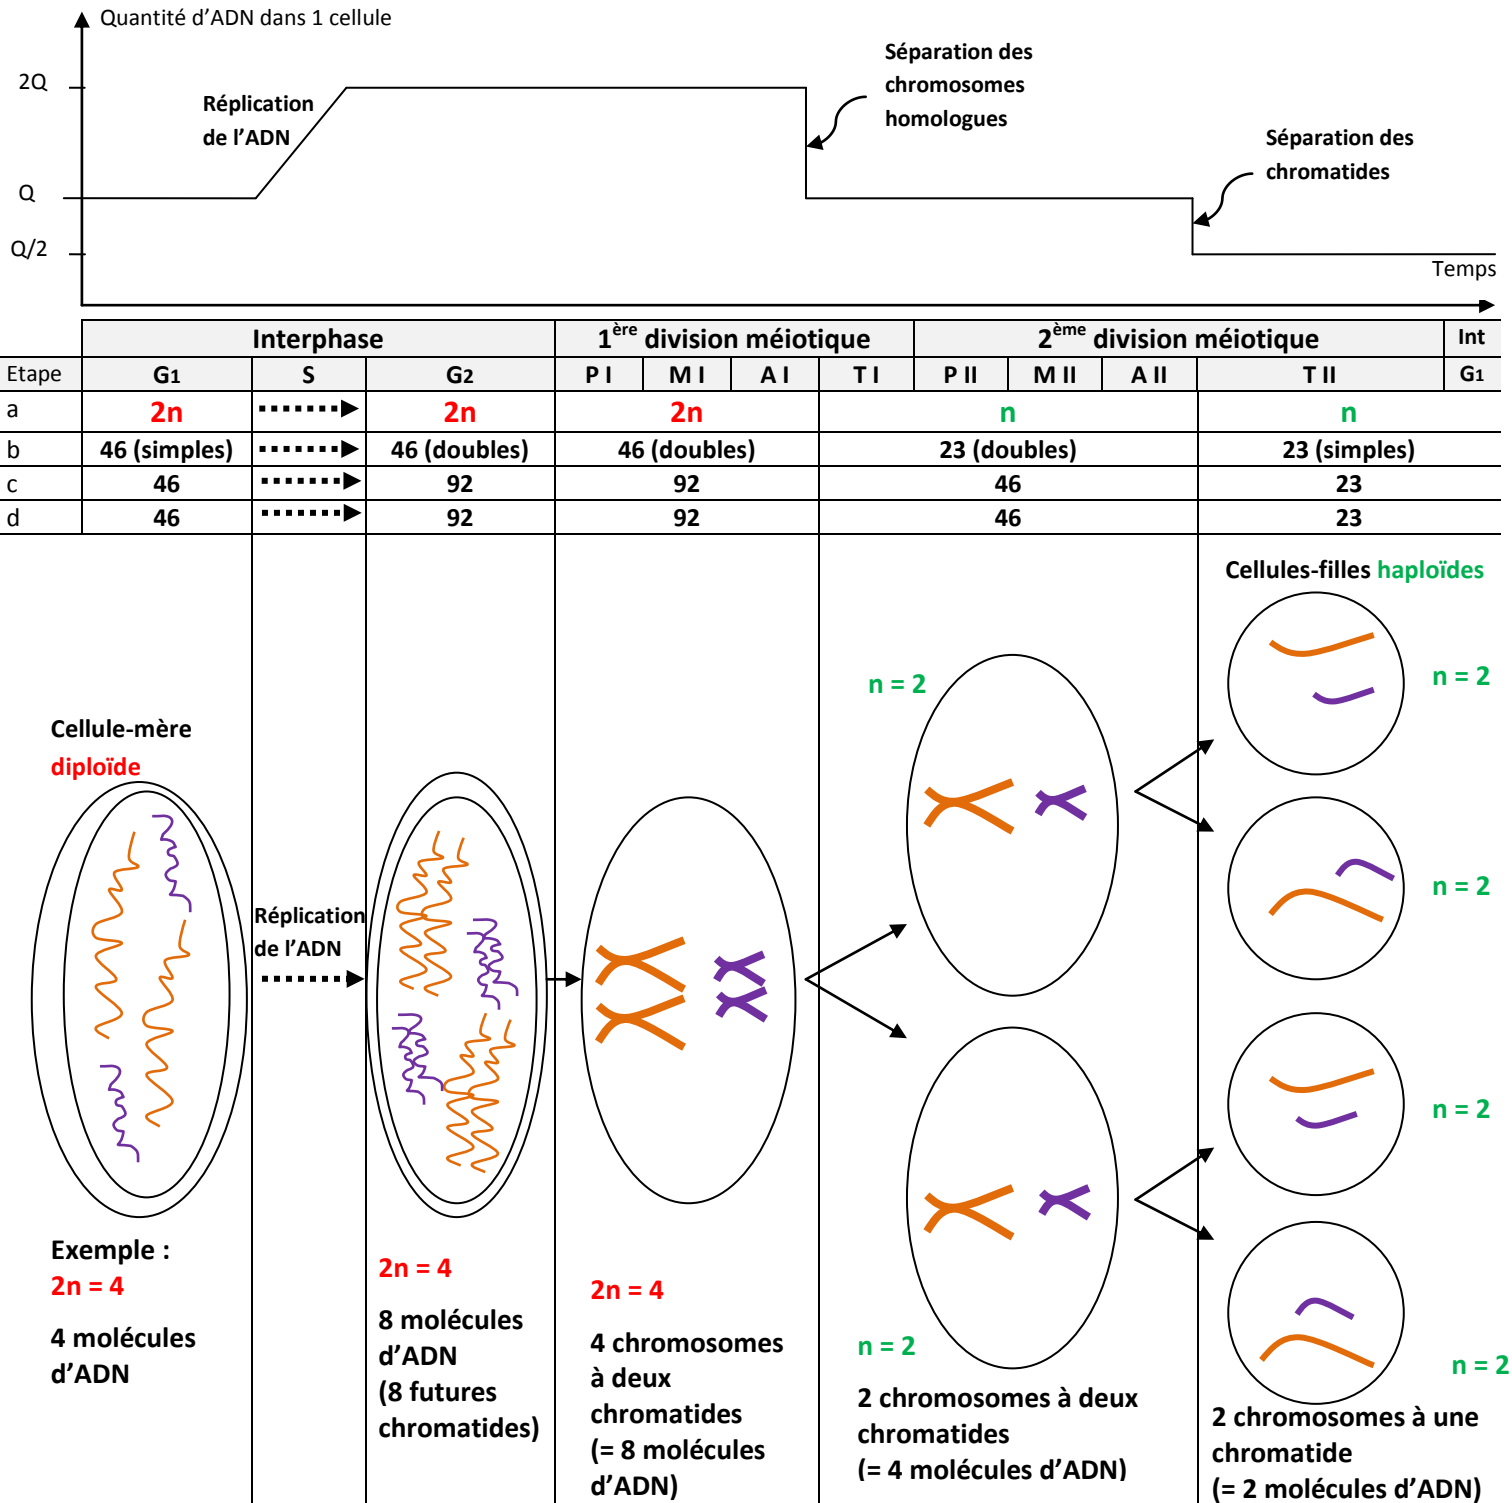 Quantité d'ADN dans 1 cellule
2Q
Q
Q/2
Réplication
de l'ADN
Séparation des
chromosomes
homologues
Séparation des
chromatides
Temps
Interphase 1ère division méiotique 2ème division méiotique Int
Etape G1 S G2 P I M I A I T I P II M II A II T II G1
a 2n 2n 2n n n
b 46 (simples) 46 (doubles) 46 (doubles) 23 (doubles) 23 (simples)
c 46 92 92 46 23
d 46 92 92 46 23
Cellule-mère
diploïde
Exemple :
2n = 4
4 molécules
d'ADN
Réplication
de l'ADN
2n = 4
8 molécules
d'ADN
(8 futures
chromatides)
2n = 4
4 chromosomes
à deux
chromatides
(= 8 molécules
d'ADN)
n = 2
n = 2
2 chromosomes à deux
chromatides
(= 4 molécules d'ADN)
Cellules-filles haploïdes
n = 2
n = 2
n = 2
n = 2
2 chromosomes à une
chromatide
(= 2 molécules d'ADN)